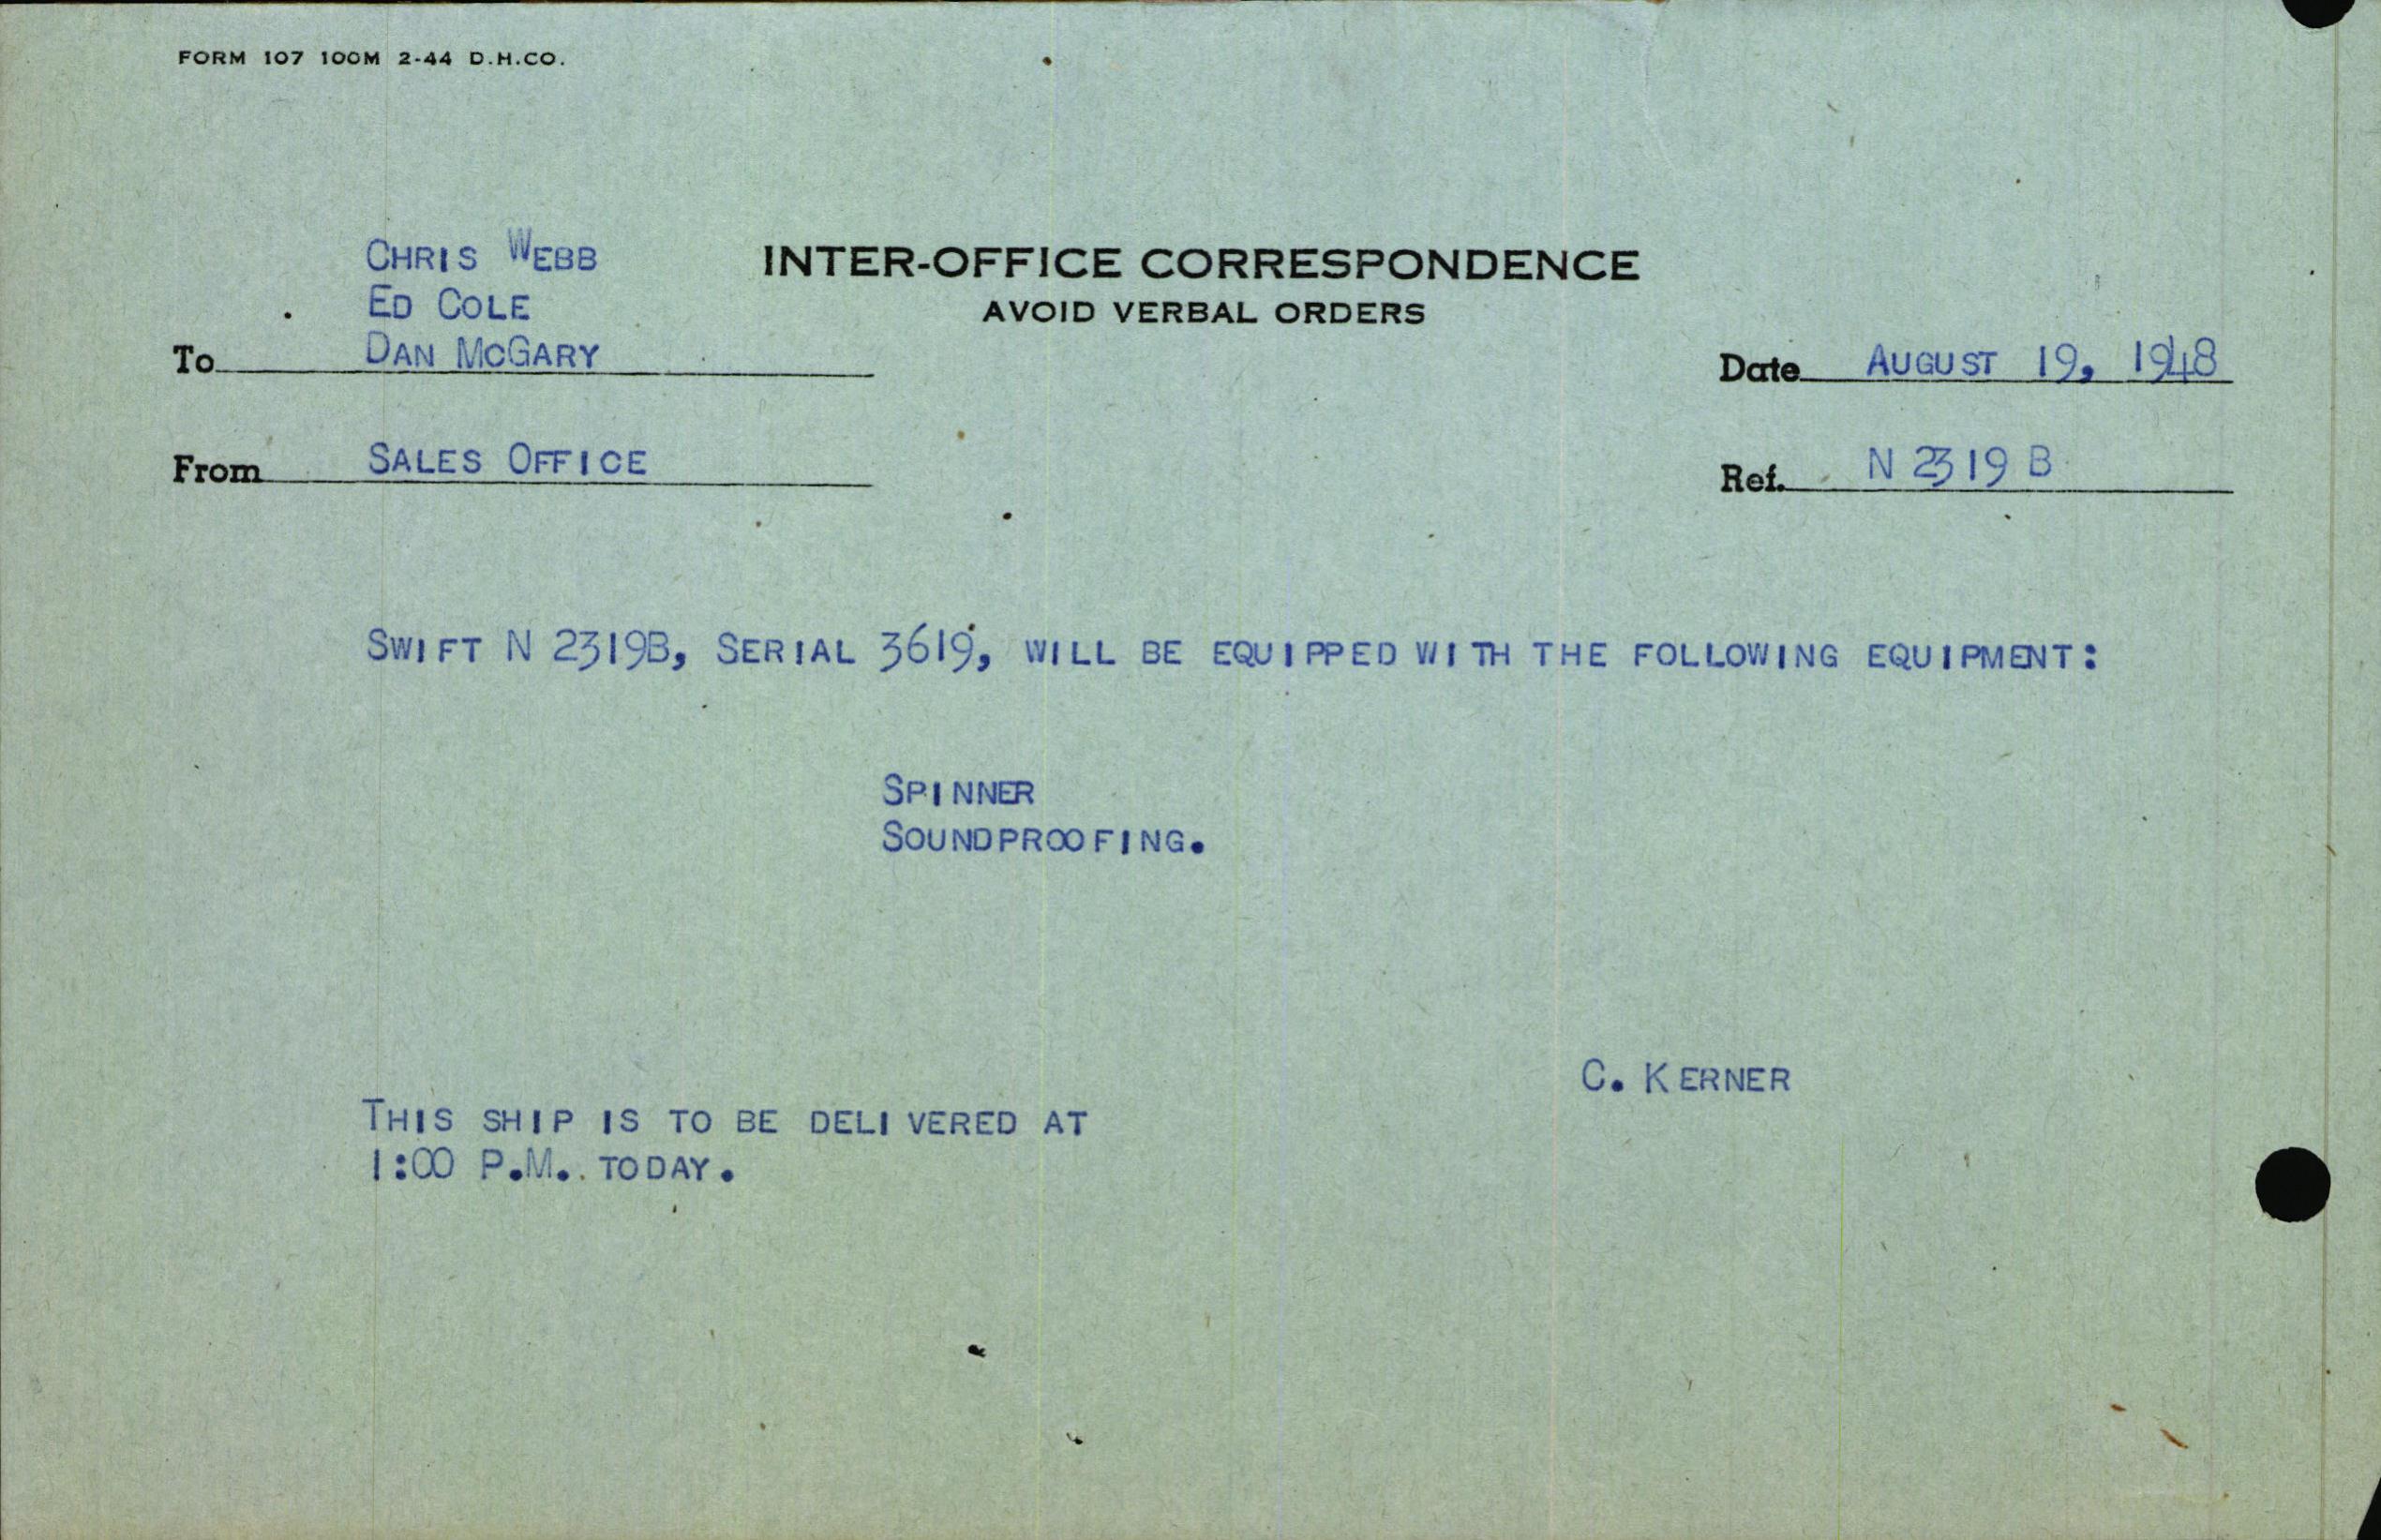 FORM 107 100M 2-44 D.H.CO.
INTER-OFFICE CORRESPONDENCE
AVOID VERBAL ORDERS
To CHRIS WEBB
ED COLE
DAN MCGARY
Date AUGUST 19, 1948
From SALES OFFICE
Ref. N 2319 B
SWIFT N 2319B, SERIAL 3619, WILL BE EQUIPPED WITH THE FOLLOWING EQUIPMENT:
SPINNER
SOUNDPROOFING.
C. KERNER
THIS SHIP IS TO BE DELIVERED AT
1:00 P.M. TODAY.